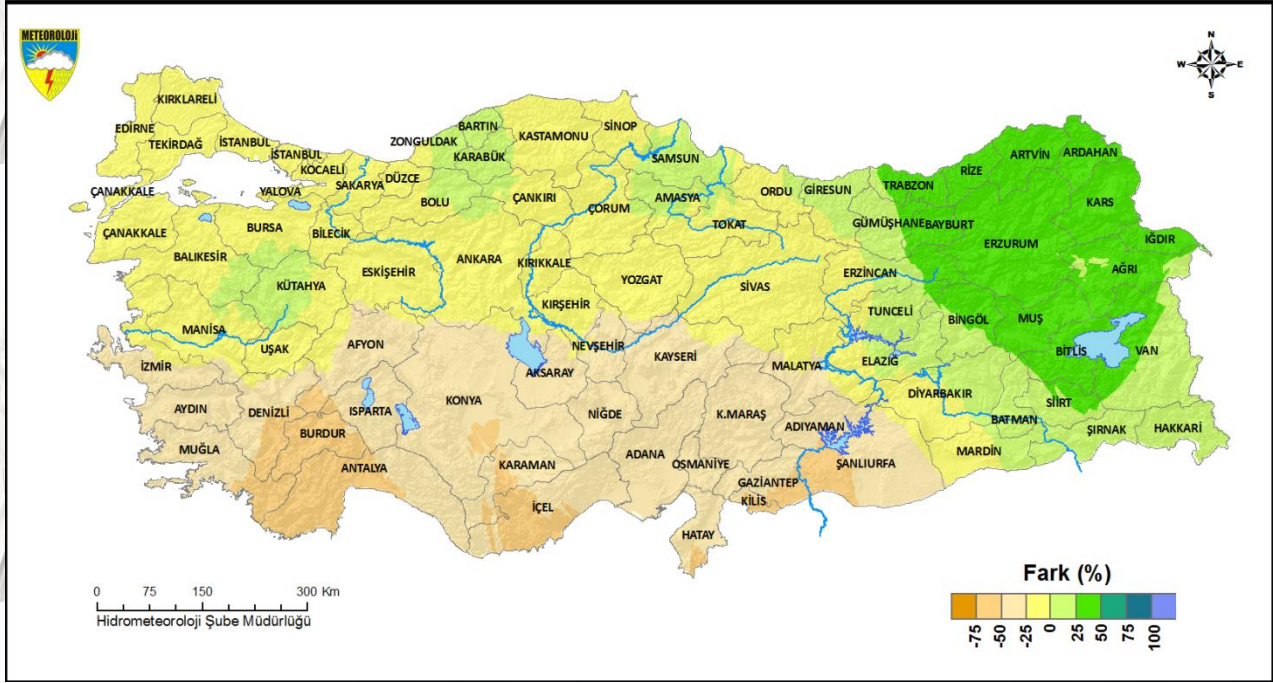 METEOROLOJİ
N
W E
S
KIRKLARELİ
EDİRNE
TEKİRDAĞ
İSTANBUL
İSTANBUL
KOCAELİ
ÇANAKKALE
YALOVA
SAKARYA
DÜZCE
ZONGULDAK
BARTIN
KARABÜK
KASTAMONU
SİNOP
SAMSUN
BOLU
ÇANKIRI
ÇORUM
AMASYA
TOKAT
ORDU
GİRESUN
TRABZON
RİZE
ARTVİN
ARDAHAN
KARS
GÜMÜŞHANE
BAYBURT
ERZURUM
IĞDIR
AĞRI
ÇANAKKALE
BURSA
BİLECİK
BALIKESİR
KÜTAHYA
ESKİŞEHİR
ANKARA
KIRIKKALE
YOZGAT
SİVAS
ERZİNCAN
TUNCELİ
BİNGÖL
MUŞ
BİTLİS
VAN
KIRŞEHİR
MANİSA
UŞAK
AFYON
NEVŞEHİR
KAYSERİ
MALATYA
ELAZIĞ
DİYARBAKIR
SİİRT
BATMAN
ŞIRNAK
HAKKARİ
İZMİR
AKSARAY
AYDIN
DENİZLİ
ISPARTA
KONYA
NİĞDE
K.MARAŞ
ADIYAMAN
MUĞLA
BURDUR
MARDİN
ANTALYA
KARAMAN
ADANA
OSMANİYE
ŞANLIURFA
GAZİANTEP
KİLİS
İÇEL
HATAY
0 75 150 300 Km
Hidrometeoroloji Şube Müdürlüğü
Fark (%)
-75 -50 -25 0 25 50 75 100